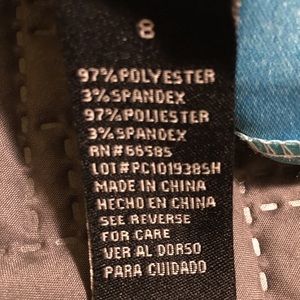 8
97% POLYESTER
3% SPANDEX
97% POLIESTER
3% SPANDEX
RN#66585
LOT#PC101938SH
MADE IN CHINA
HECHO EN CHINA
SEE REVERSE
FOR CARE
VER AL DORSO
PARA CUIDADO